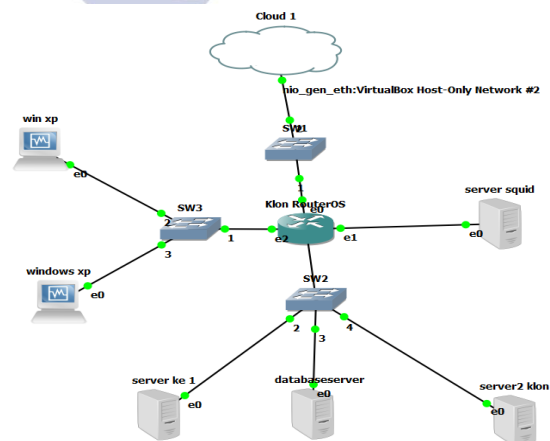 Cloud 1
nio_gen_eth:VirtualBox Host-Only Network #2
win xp
e0
SW1
1
Klon RouterOS
e0
server squid
e0
SW3
2
1
3
e2
e1
windows xp
e0
SW2
2
3
4
server ke 1
e0
databaseserver
e0
server2 klon
e0